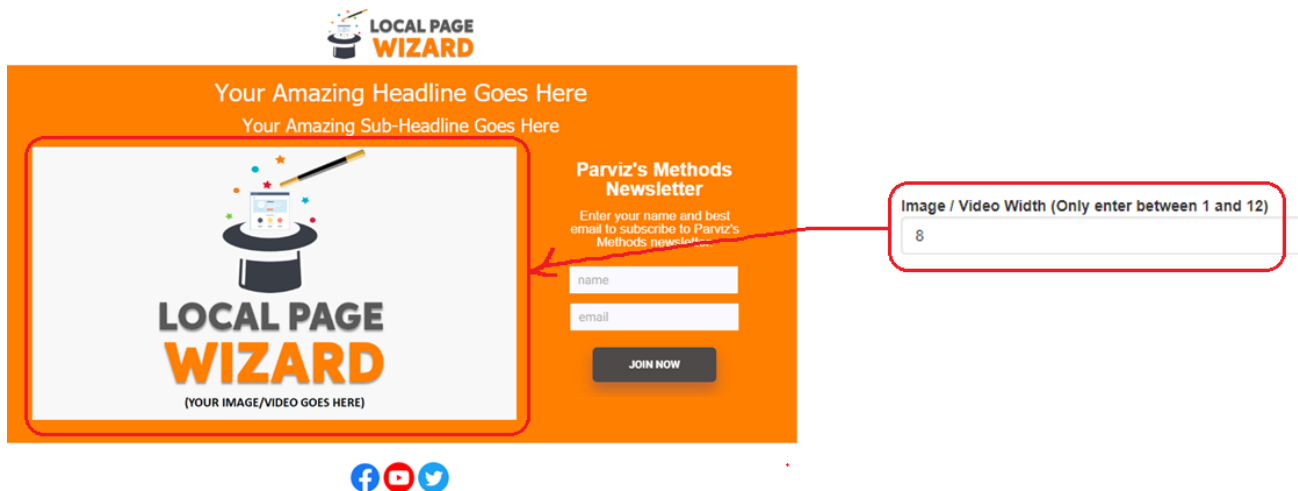 LOCAL PAGE
WIZARD
Your Amazing Headline Goes Here
Your Amazing Sub-Headline Goes Here
LOCAL PAGE
WIZARD
(YOUR IMAGE/VIDEO GOES HERE)
Parviz's Methods
Newsletter
Enter your name and best
email to subscribe to Parviz's
Methods newsletter.
name
email
JOIN NOW
Image / Video Width (Only enter between 1 and 12)
8